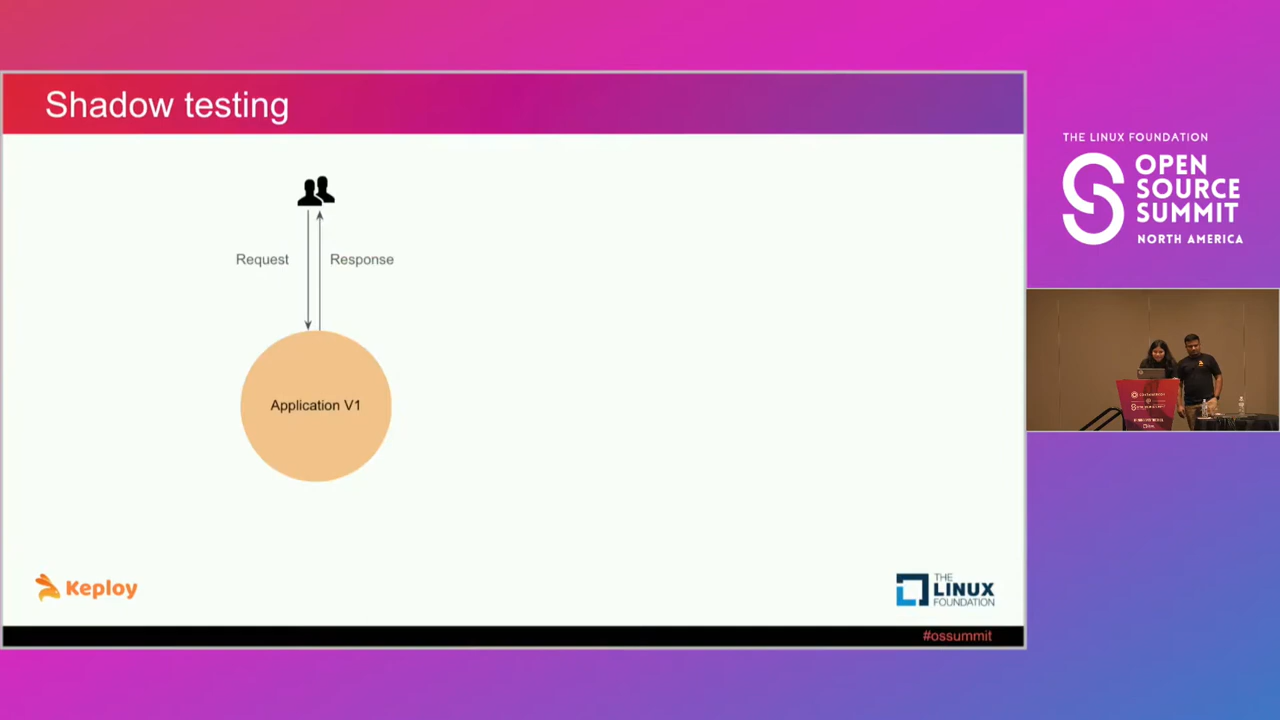 Shadow testing
Request
Response
Application V1
Keploy
THE
LINUX
FOUNDATION
#ossummit
THE LINUX FOUNDATION
OPEN
SOURCE
SUMMIT
NORTH AMERICA